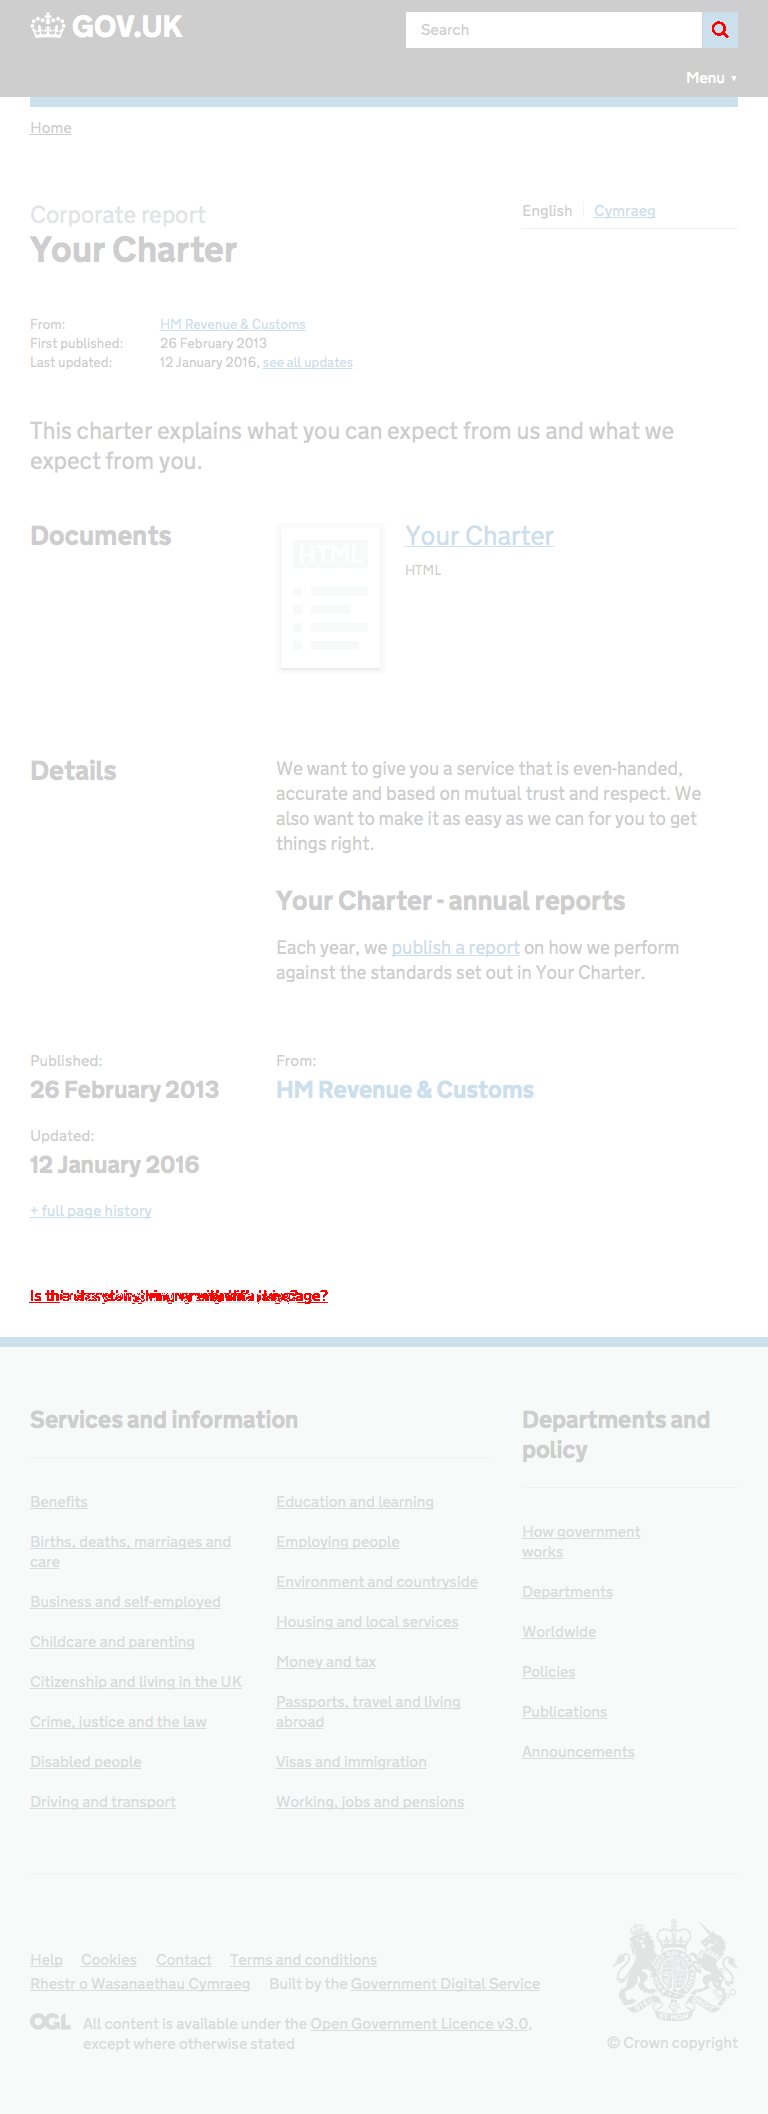 GOV.UK
Search
Menu ▾
Home
Corporate report
English Cymraeg
Your Charter
From: HM Revenue & Customs
First published: 26 February 2013
Last updated: 12 January 2016, see all updates
This charter explains what you can expect from us and what we
expect from you.
Documents
HTML
Your Charter
HTML
Details
We want to give you a service that is even-handed,
accurate and based on mutual trust and respect. We
also want to make it as easy as we can for you to get
things right.
Your Charter - annual reports
Each year, we publish a report on how we perform
against the standards set out in Your Charter.
Published:
26 February 2013
From:
HM Revenue & Customs
Updated:
12 January 2016
+ full page history
Services and information
Benefits
Births, deaths, marriages and
care
Business and self-employed
Childcare and parenting
Citizenship and living in the UK
Crime, justice and the law
Disabled people
Driving and transport
Education and learning
Employing people
Environment and countryside
Housing and local services
Money and tax
Passports, travel and living
abroad
Visas and immigration
Working, jobs and pensions
Departments and
policy
How government
works
Departments
Worldwide
Policies
Publications
Announcements
Help Cookies Contact Terms and conditions
Rhestr o Wasanaethau Cymraeg Built by the Government Digital Service
OGL All content is available under the Open Government Licence v3.0,
except where otherwise stated
© Crown copyright